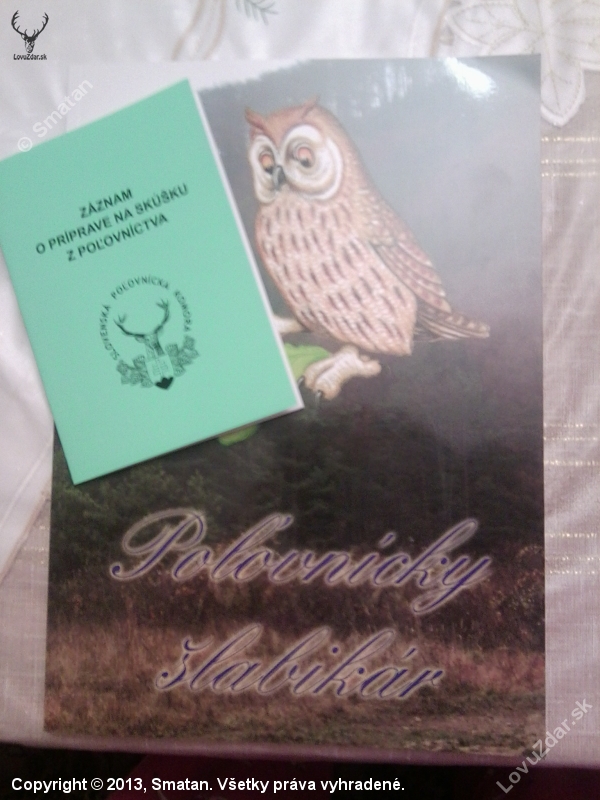 LovuZdar.sk
© Smatan
ZÁZNAM
O PRÍPRAVE NA SKÚŠKU
Z POĽOVNÍCTVA
SLOVENSKÁ POĽOVNÍCKA KOMORA
Poľovnícky
šlabikár
LovuZdar.sk
Copyright © 2013, Smatan. Všetky práva vyhradené.